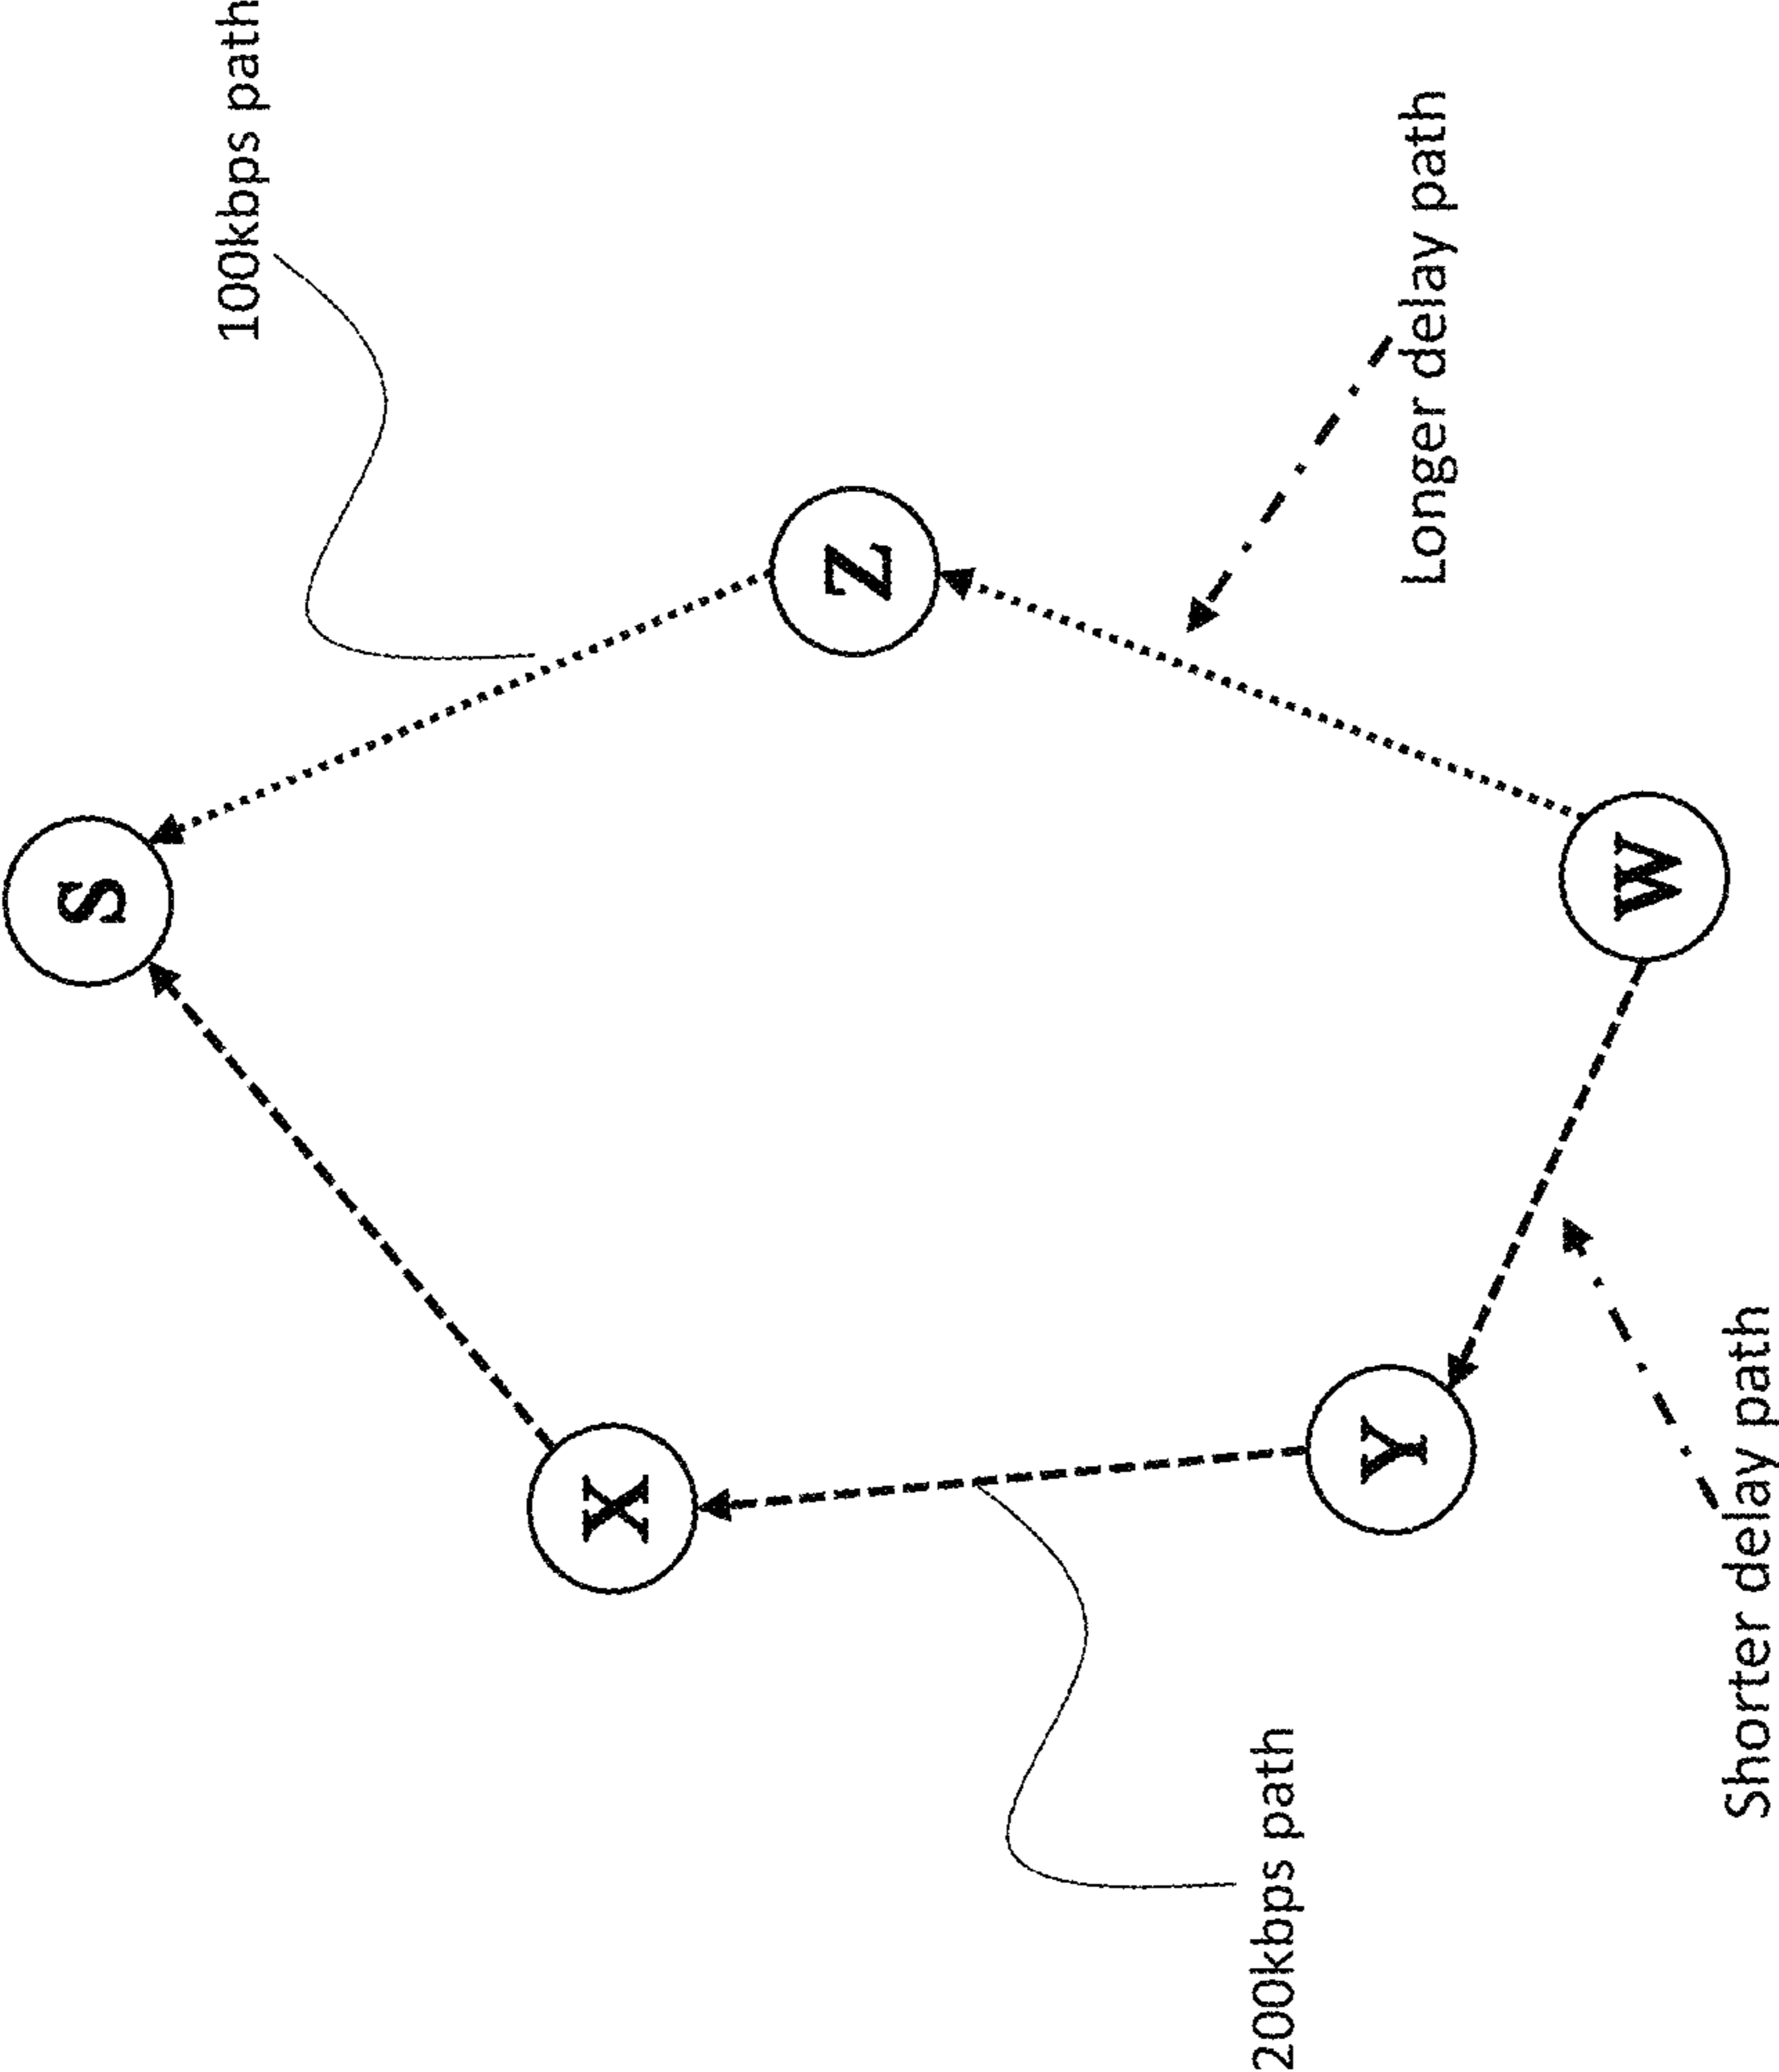 100kbps path
S
Z
Longer delay path
W
X
Y
200kbps path
Shorter delay path